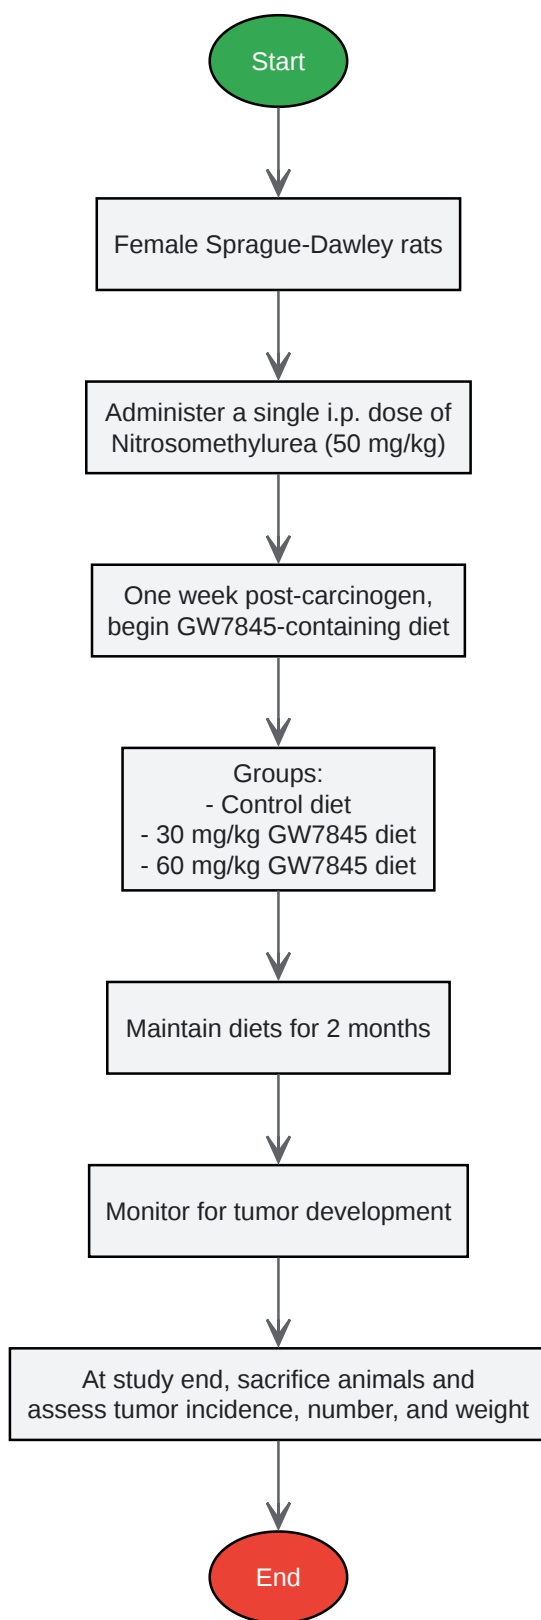 Start
Female Sprague-Dawley rats
Administer a single i.p. dose of
Nitrosomethylurea (50 mg/kg)
One week post-carcinogen,
begin GW7845-containing diet
Groups:
- Control diet
- 30 mg/kg GW7845 diet
- 60 mg/kg GW7845 diet
Maintain diets for 2 months
Monitor for tumor development
At study end, sacrifice animals and
assess tumor incidence, number, and weight
End